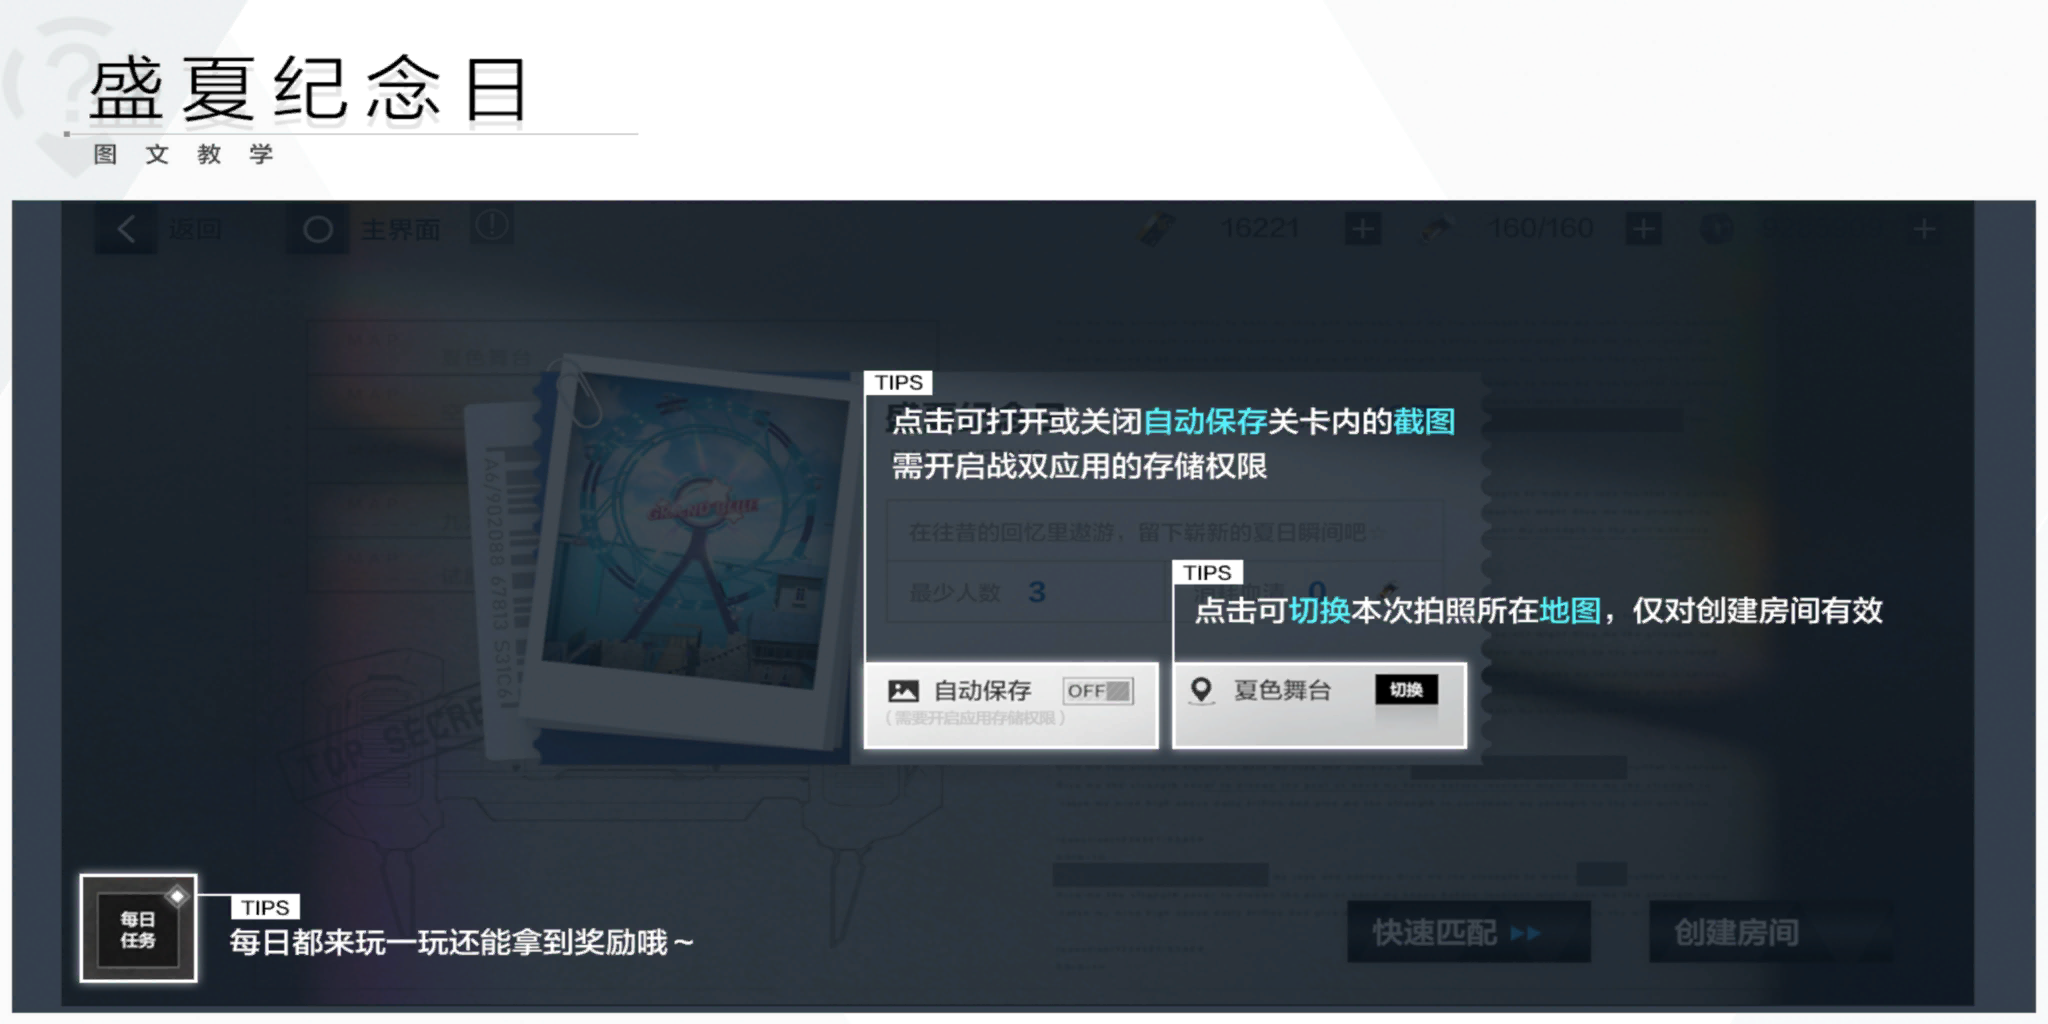 盛夏纪念日
图文教学
返回
主界面
16221
160/160
夏色舞台
TIPS
点击可打开或关闭自动保存关卡内的截图
需开启战双应用的存储权限
在往昔的回忆里遨游，留下崭新的夏日瞬间吧☆
最少人数 3
0
TIPS
点击可切换本次拍照所在地图，仅对创建房间有效
自动保存 OFF
（需要开启应用存储权限）
夏色舞台 切换
TOP SECRE
每日
任务
TIPS
每日都来玩一玩还能拿到奖励哦～
快速匹配
创建房间